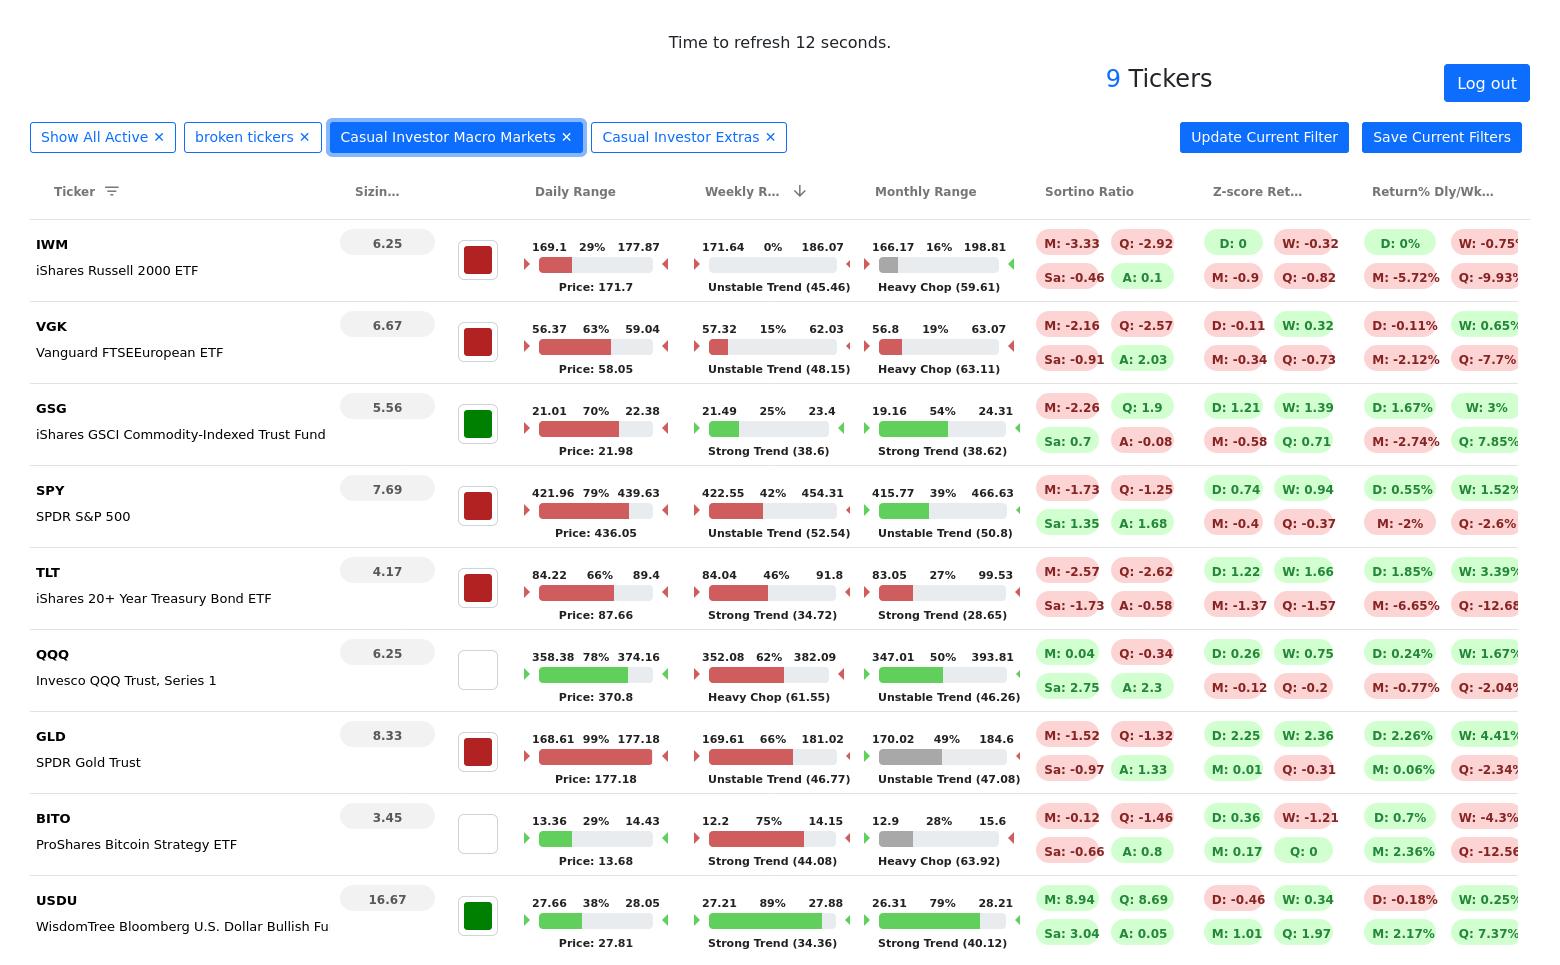 Time to refresh 12 seconds.
9 Tickers
Log out
Show All Active ✕ broken tickers ✕ Casual Investor Macro Markets ✕ Casual Investor Extras ✕ Update Current Filter Save Current Filters
Ticker Sizin... Daily Range Weekly R... Monthly Range Sortino Ratio Z-score Ret... Return% Dly/Wk...
IWM 6.25 169.1 29% 177.87 171.64 0% 186.07 166.17 16% 198.81 M: -3.33 Q: -2.92 D: 0 W: -0.32 D: 0% W: -0.75%
iShares Russell 2000 ETF Price: 171.7 Unstable Trend (45.46) Heavy Chop (59.61) Sa: -0.46 A: 0.1 M: -0.9 Q: -0.82 M: -5.72% Q: -9.93%
VGK 6.67 56.37 63% 59.04 57.32 15% 62.03 56.8 19% 63.07 M: -2.16 Q: -2.57 D: -0.11 W: 0.32 D: -0.11% W: 0.65%
Vanguard FTSEEuropean ETF Price: 58.05 Unstable Trend (48.15) Heavy Chop (63.11) Sa: -0.91 A: 2.03 M: -0.34 Q: -0.73 M: -2.12% Q: -7.7%
GSG 5.56 21.01 70% 22.38 21.49 25% 23.4 19.16 54% 24.31 M: -2.26 Q: 1.9 D: 1.21 W: 1.39 D: 1.67% W: 3%
iShares GSCI Commodity-Indexed Trust Fund Price: 21.98 Strong Trend (38.6) Strong Trend (38.62) Sa: 0.7 A: -0.08 M: -0.58 Q: 0.71 M: -2.74% Q: 7.85%
SPY 7.69 421.96 79% 439.63 422.55 42% 454.31 415.77 39% 466.63 M: -1.73 Q: -1.25 D: 0.74 W: 0.94 D: 0.55% W: 1.52%
SPDR S&P 500 Price: 436.05 Unstable Trend (52.54) Unstable Trend (50.8) Sa: 1.35 A: 1.68 M: -0.4 Q: -0.37 M: -2% Q: -2.6%
TLT 4.17 84.22 66% 89.4 84.04 46% 91.8 83.05 27% 99.53 M: -2.57 Q: -2.62 D: 1.22 W: 1.66 D: 1.85% W: 3.39%
iShares 20+ Year Treasury Bond ETF Price: 87.66 Strong Trend (34.72) Strong Trend (28.65) Sa: -1.73 A: -0.58 M: -1.37 Q: -1.57 M: -6.65% Q: -12.68
QQQ 6.25 358.38 78% 374.16 352.08 62% 382.09 347.01 50% 393.81 M: 0.04 Q: -0.34 D: 0.26 W: 0.75 D: 0.24% W: 1.67%
Invesco QQQ Trust, Series 1 Price: 370.8 Heavy Chop (61.55) Unstable Trend (46.26) Sa: 2.75 A: 2.3 M: -0.12 Q: -0.2 M: -0.77% Q: -2.04%
GLD 8.33 168.61 99% 177.18 169.61 66% 181.02 170.02 49% 184.6 M: -1.52 Q: -1.32 D: 2.25 W: 2.36 D: 2.26% W: 4.41%
SPDR Gold Trust Price: 177.18 Unstable Trend (46.77) Unstable Trend (47.08) Sa: -0.97 A: 1.33 M: 0.01 Q: -0.31 M: 0.06% Q: -2.34%
BITO 3.45 13.36 29% 14.43 12.2 75% 14.15 12.9 28% 15.6 M: -0.12 Q: -1.46 D: 0.36 W: -1.21 D: 0.7% W: -4.3%
ProShares Bitcoin Strategy ETF Price: 13.68 Strong Trend (44.08) Heavy Chop (63.92) Sa: -0.66 A: 0.8 M: 0.17 Q: 0 M: 2.36% Q: -12.56
USDU 16.67 27.66 38% 28.05 27.21 89% 27.88 26.31 79% 28.21 M: 8.94 Q: 8.69 D: -0.46 W: 0.34 D: -0.18% W: 0.25%
WisdomTree Bloomberg U.S. Dollar Bullish Fu Price: 27.81 Strong Trend (34.36) Strong Trend (40.12) Sa: 3.04 A: 0.05 M: 1.01 Q: 1.97 M: 2.17% Q: 7.37%